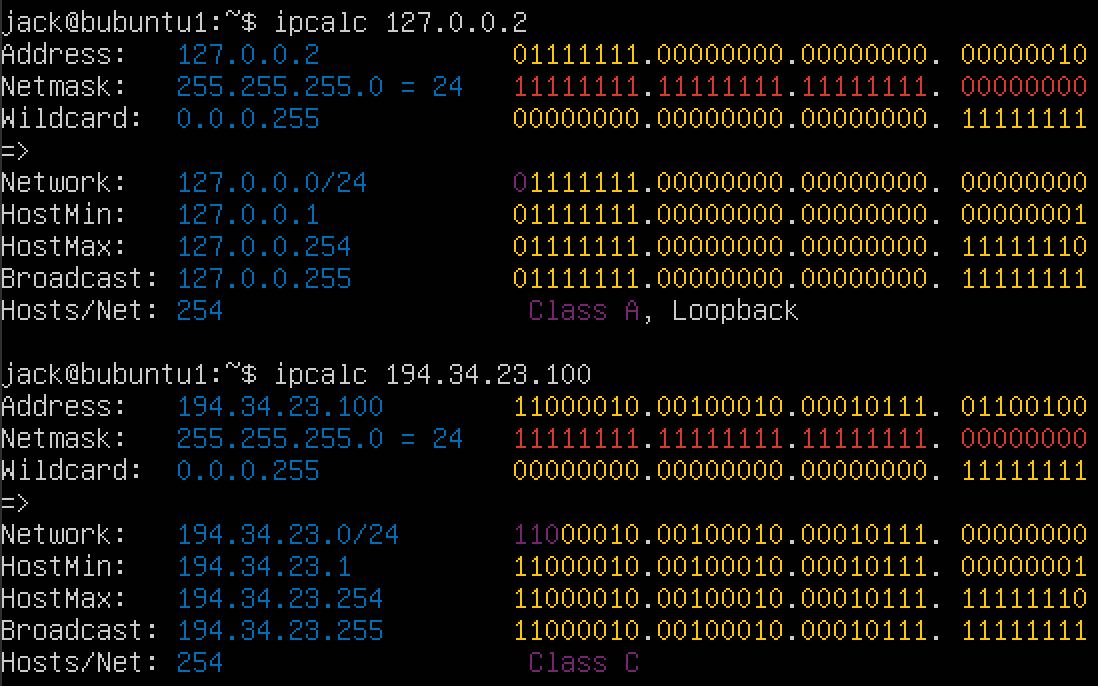 jack@bubuntu1:~$ ipcalc 127.0.0.2
Address:   127.0.0.2            01111111.00000000.00000000. 00000010
Netmask:   255.255.255.0 = 24   11111111.11111111.11111111. 00000000
Wildcard:  0.0.0.255            00000000.00000000.00000000. 11111111
=>
Network:   127.0.0.0/24         01111111.00000000.00000000. 00000000
HostMin:   127.0.0.1            01111111.00000000.00000000. 00000001
HostMax:   127.0.0.254          01111111.00000000.00000000. 11111110
Broadcast: 127.0.0.255          01111111.00000000.00000000. 11111111
Hosts/Net: 254                   Class A, Loopback

jack@bubuntu1:~$ ipcalc 194.34.23.100
Address:   194.34.23.100        11000010.00100010.00010111. 01100100
Netmask:   255.255.255.0 = 24   11111111.11111111.11111111. 00000000
Wildcard:  0.0.0.255            00000000.00000000.00000000. 11111111
=>
Network:   194.34.23.0/24       11000010.00100010.00010111. 00000000
HostMin:   194.34.23.1          11000010.00100010.00010111. 00000001
HostMax:   194.34.23.254        11000010.00100010.00010111. 11111110
Broadcast: 194.34.23.255        11000010.00100010.00010111. 11111111
Hosts/Net: 254                   Class C